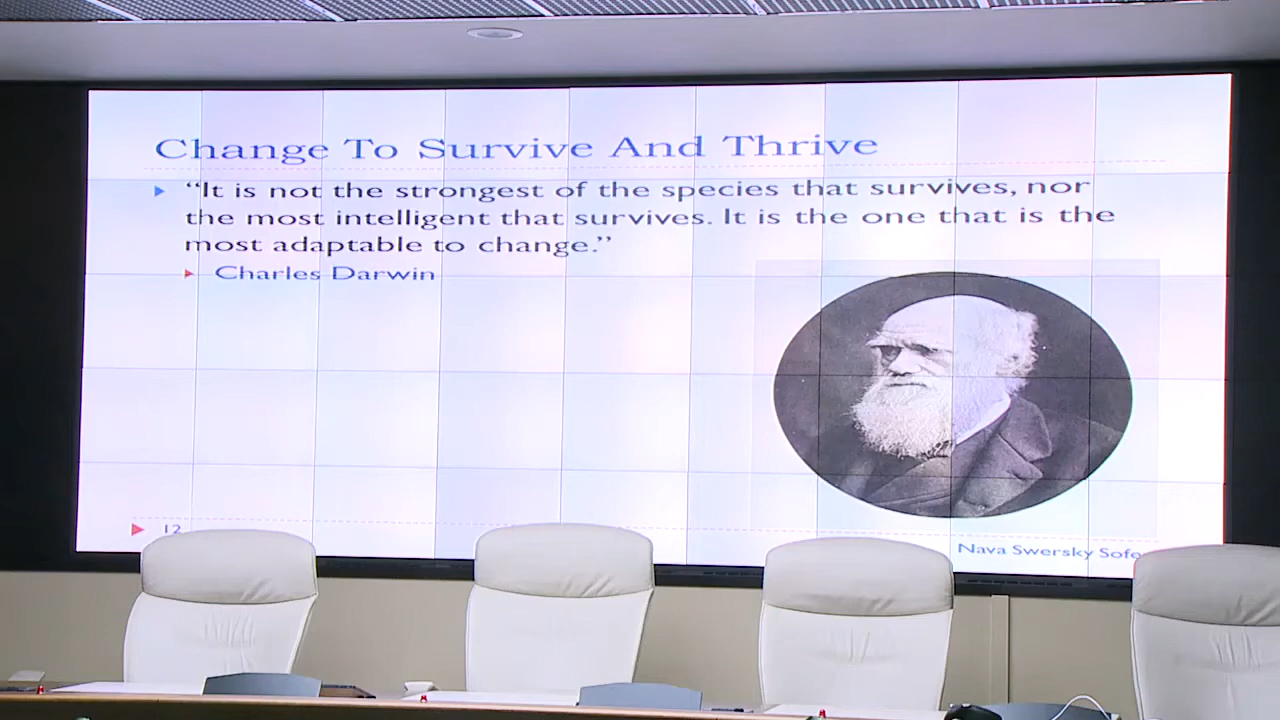 Change To Survive And Thrive
“It is not the strongest of the species that survives, nor
the most intelligent that survives. It is the one that is the
most adaptable to change.”
Charles Darwin
12
Nava Swersky